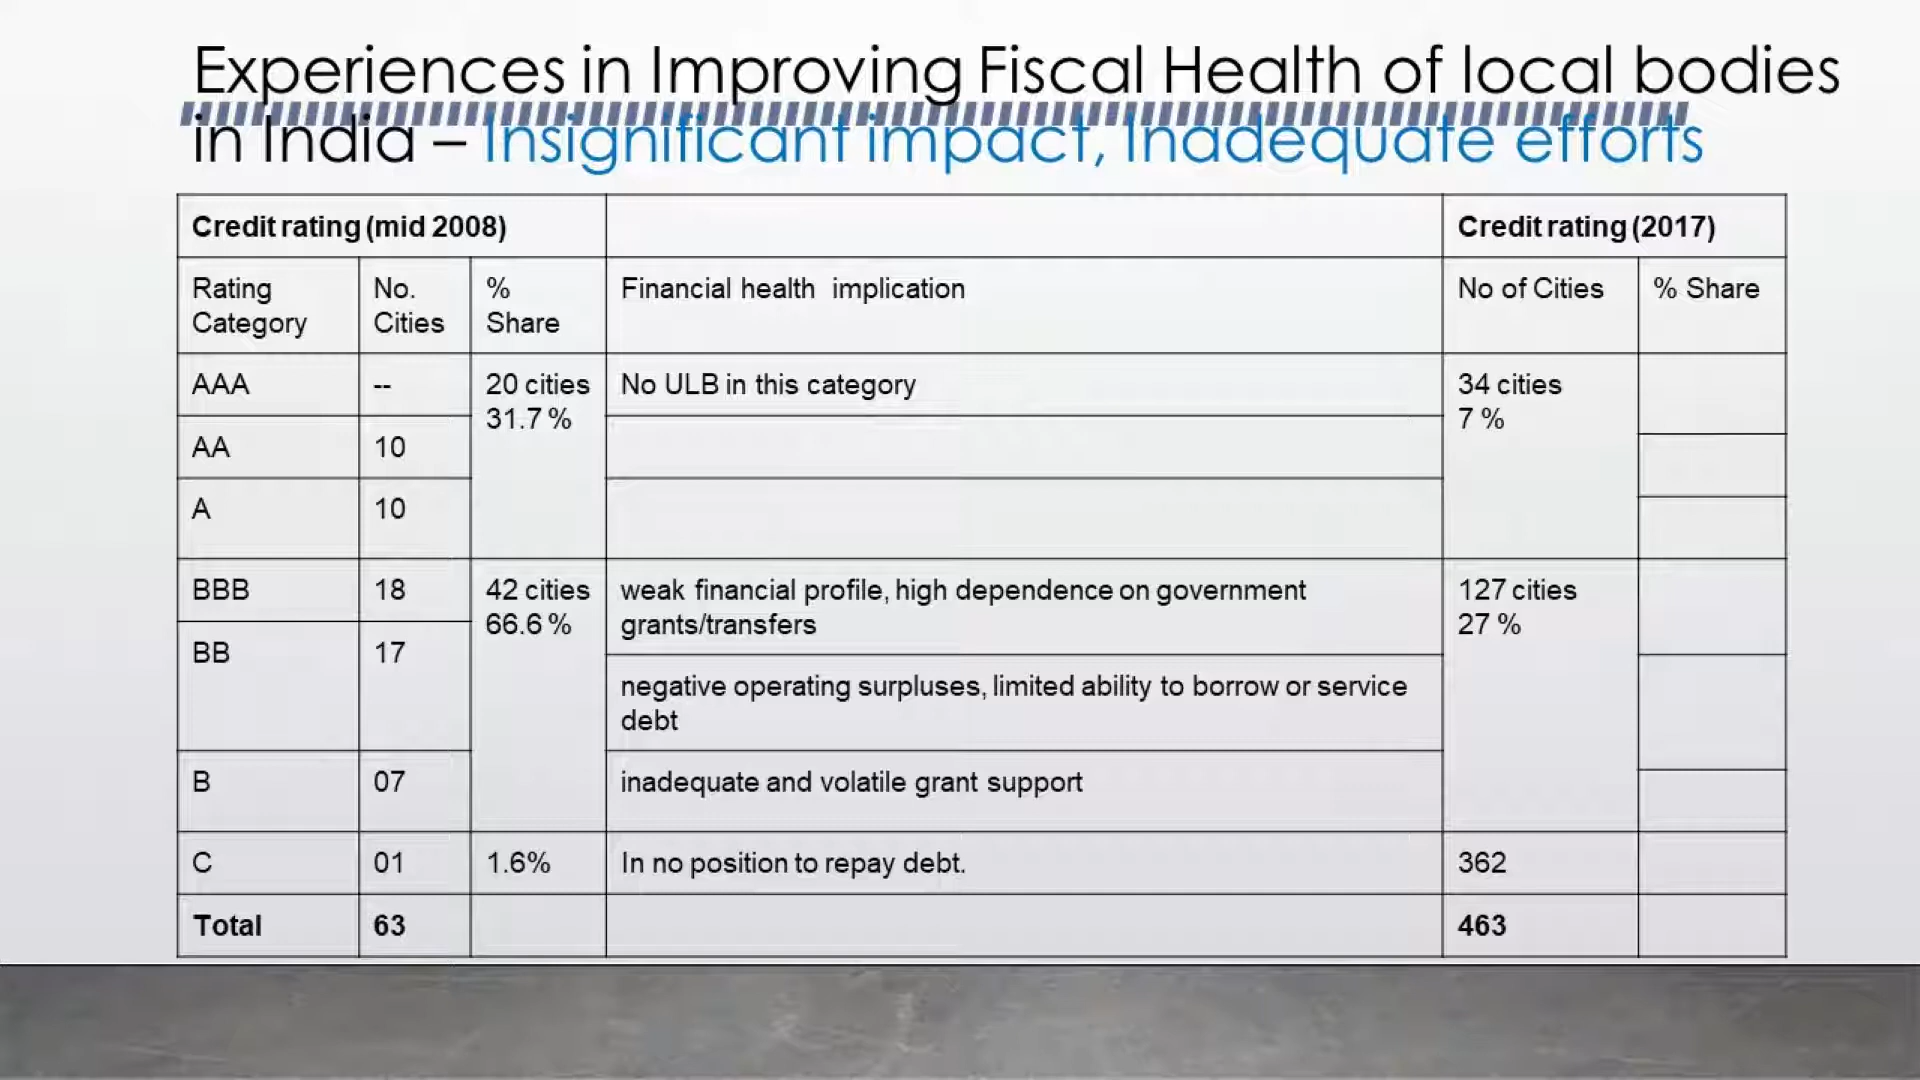 Experiences in Improving Fiscal Health of local bodies
in India – Insignificant impact, Inadequate efforts
Credit rating (mid 2008)
Credit rating (2017)
Rating
Category
No.
Cities
%
Share
Financial health implication
No of Cities
% Share
AAA
--
20 cities
31.7 %
No ULB in this category
34 cities
7 %
AA
10
A
10
BBB
18
42 cities
66.6 %
weak financial profile, high dependence on government
grants/transfers
127 cities
27 %
BB
17
negative operating surpluses, limited ability to borrow or service
debt
B
07
inadequate and volatile grant support
C
01
1.6%
In no position to repay debt.
362
Total
63
463